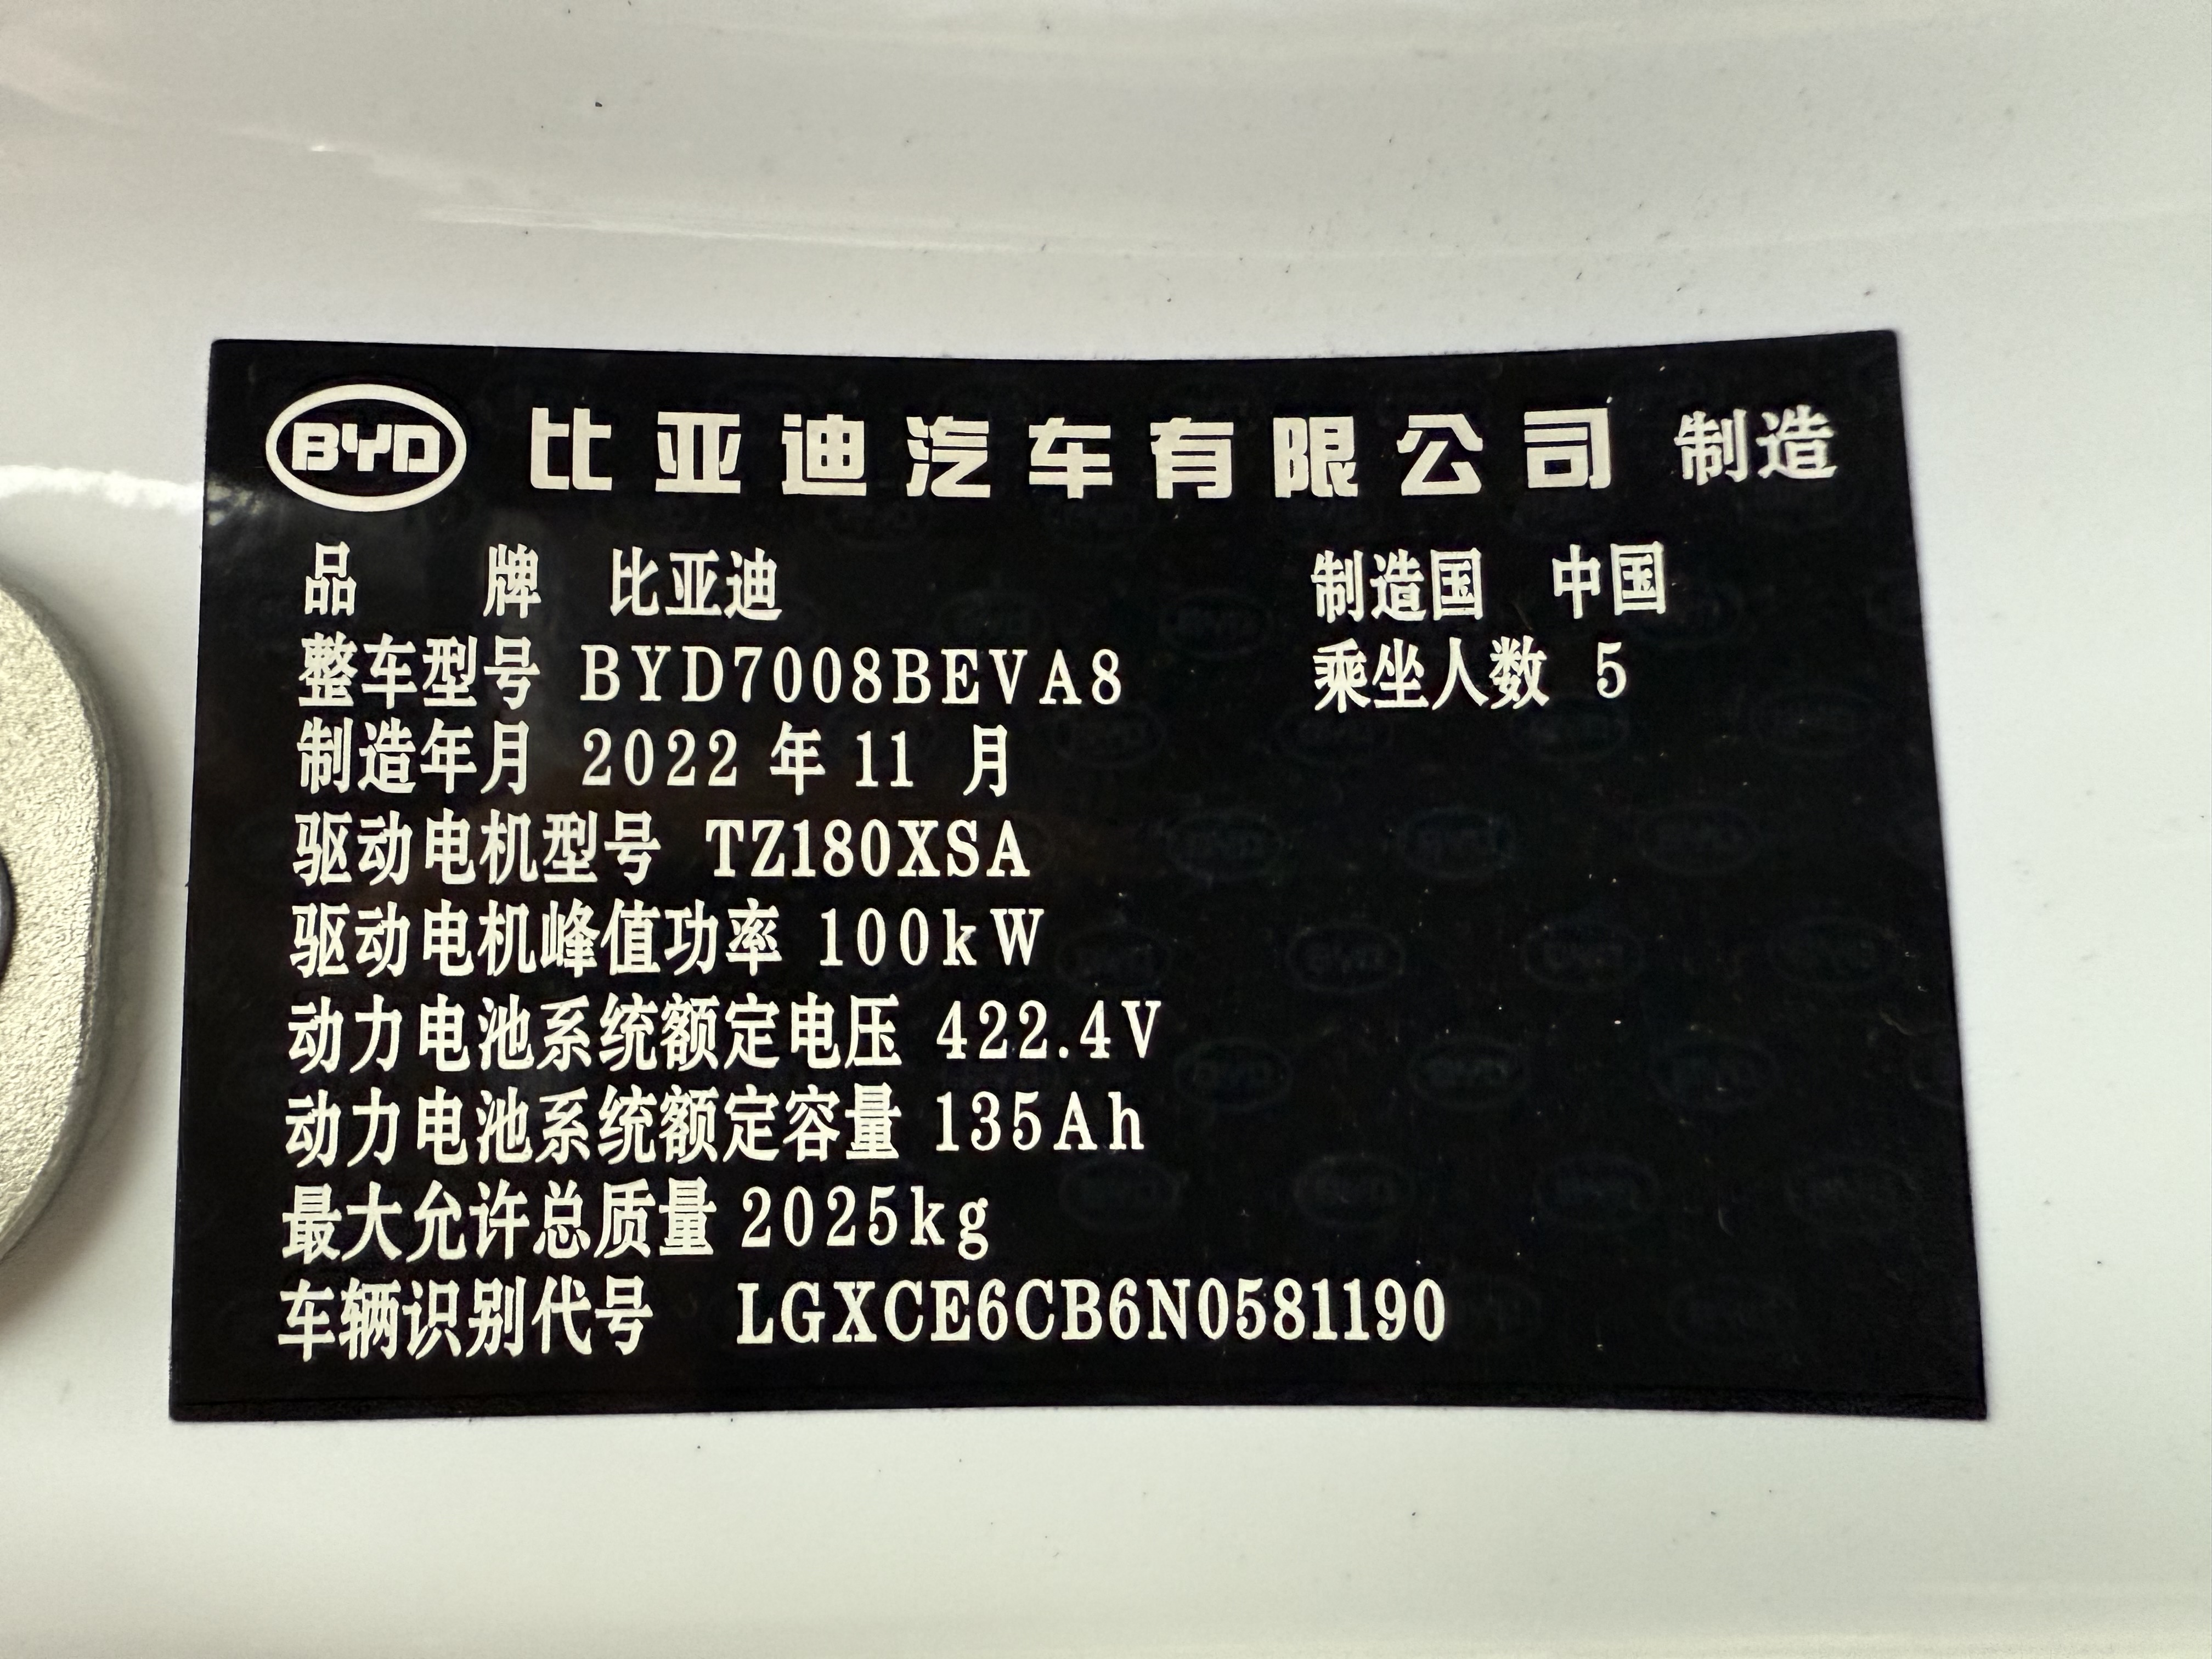 BYD 比亚迪汽车有限公司 制造
品 牌 比亚迪 制造国 中国
整车型号 BYD7008BEVA8 乘坐人数 5
制造年月 2022 年 11 月
驱动电机型号 TZ180XSA
驱动电机峰值功率 100kW
动力电池系统额定电压 422.4V
动力电池系统额定容量 135Ah
最大允许总质量 2025kg
车辆识别代号 LGXCE6CB6N0581190